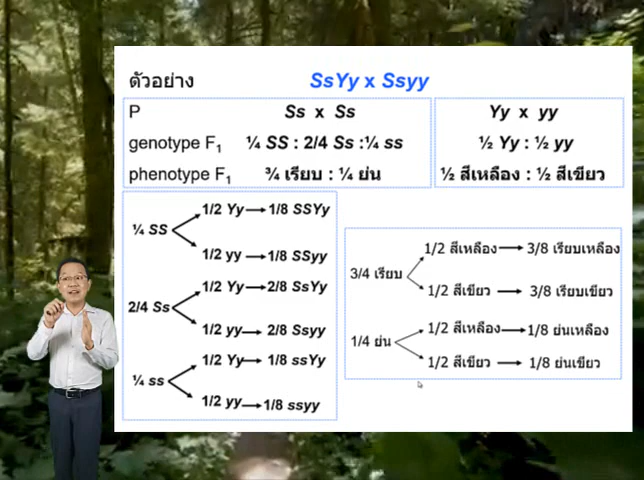 ตัวอย่าง SsYy x Ssyy
P Ss x Ss
genotype F₁ ¼ SS : 2/4 Ss :¼ ss
phenotype F₁ ¾ เรียบ : ¼ ย่น
Yy x yy
½ Yy : ½ yy
½ สีเหลือง : ½ สีเขียว
¼ SS
1/2 Yy 1/8 SSYy
1/2 yy 1/8 SSyy
2/4 Ss
1/2 Yy 2/8 SsYy
1/2 yy 2/8 Ssyy
¼ ss
1/2 Yy 1/8 ssYy
1/2 yy 1/8 ssyy
3/4 เรียบ
1/2 สีเหลือง 3/8 เรียบเหลือง
1/2 สีเขียว 3/8 เรียบเขียว
1/4 ย่น
1/2 สีเหลือง 1/8 ย่นเหลือง
1/2 สีเขียว 1/8 ย่นเขียว